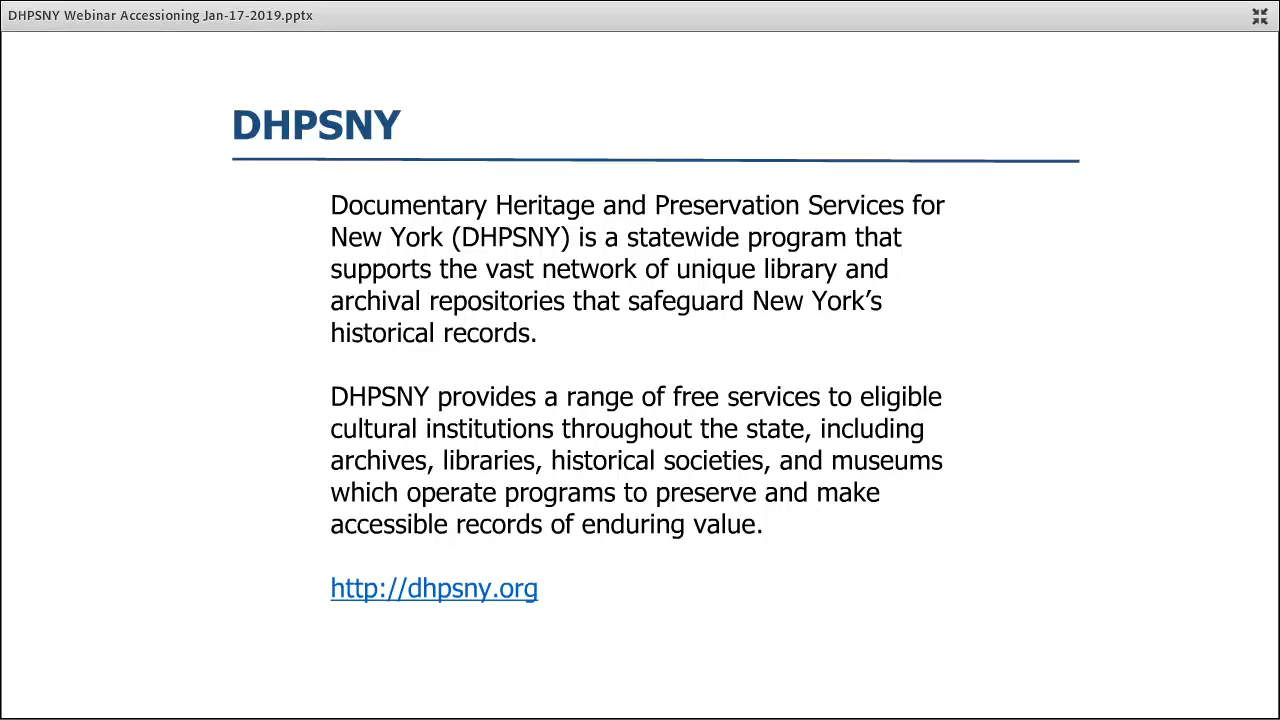 DHPSNY Webinar Accessioning Jan-17-2019.pptx
DHPSNY
Documentary Heritage and Preservation Services for
New York (DHPSNY) is a statewide program that
supports the vast network of unique library and
archival repositories that safeguard New York’s
historical records.
DHPSNY provides a range of free services to eligible
cultural institutions throughout the state, including
archives, libraries, historical societies, and museums
which operate programs to preserve and make
accessible records of enduring value.
http://dhpsny.org